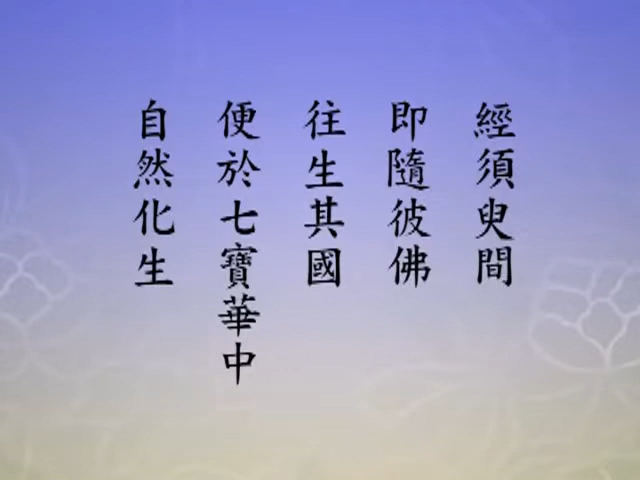 經須臾間
即隨彼佛
往生其國
便於七寶華中
自然化生